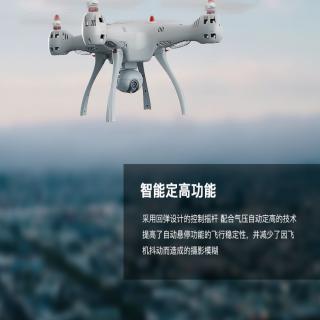 智能定高功能
采用回弹设计的控制摇杆 配合气压自动定高的技术
提高了自动悬停功能的飞行稳定性，并减少了因飞
机抖动而造成的摄影模糊